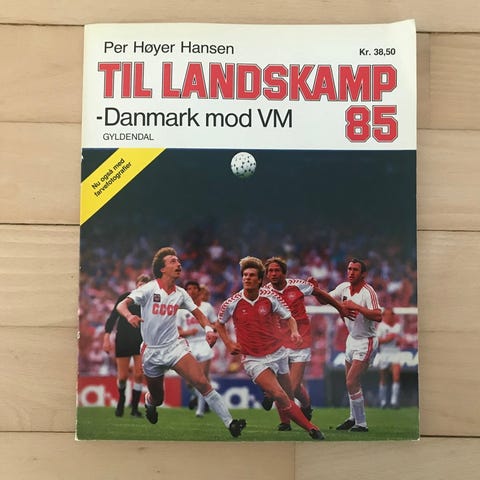 Per Høyer Hansen
Kr. 38,50
TIL LANDSKAMP
85
-Danmark mod VM
GYLDENDAL
Nu også med
farvefotografier
CCCP